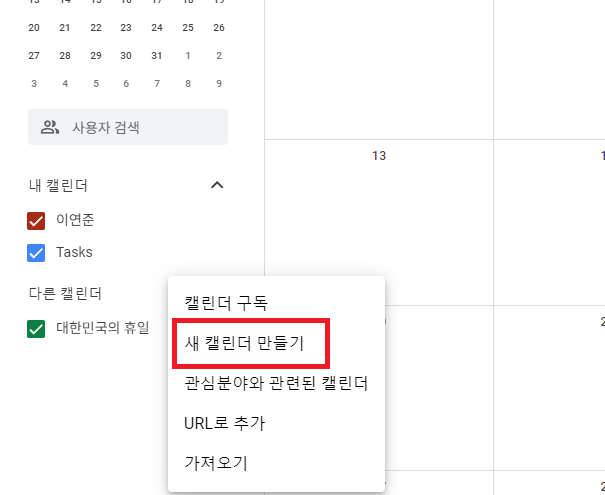 13 14 15 16 17 18 19
20 21 22 23 24 25 26
27 28 29 30 31 1 2
3 4 5 6 7 8 9
사용자 검색
13
내 캘린더
이연준
Tasks
다른 캘린더
대한민국의 휴일
캘린더 구독
새 캘린더 만들기
관심분야와 관련된 캘린더
URL로 추가
가져오기